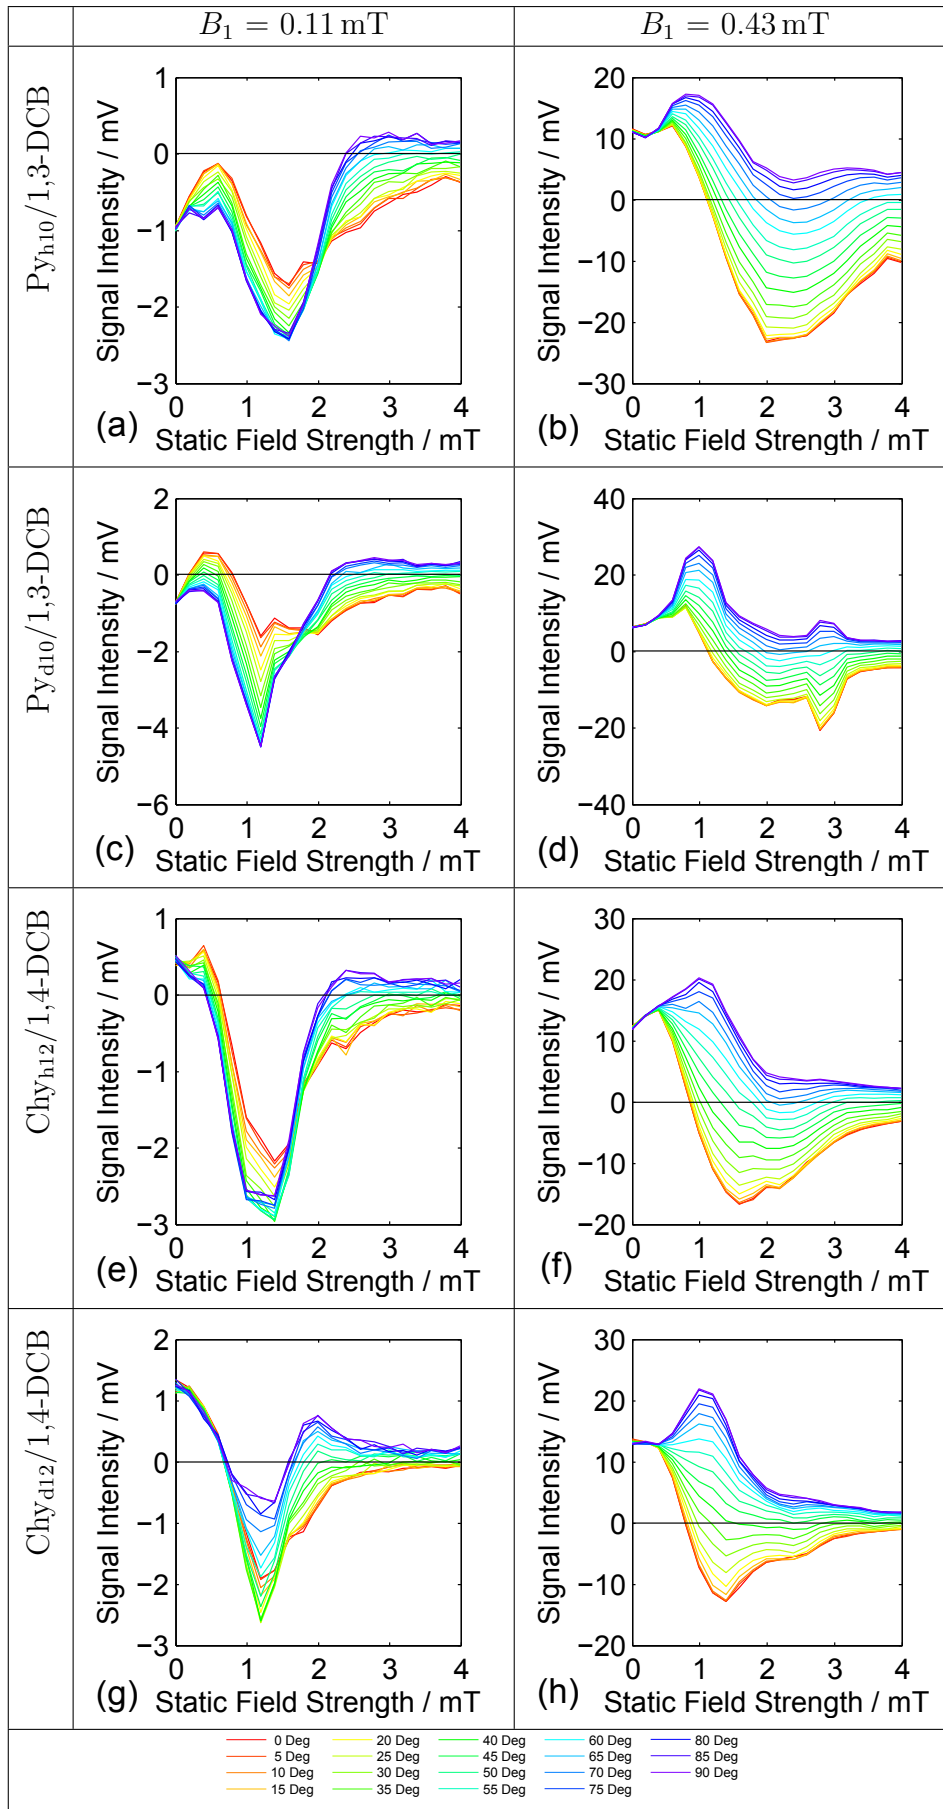 B₁ = 0.11 mT
B₁ = 0.43 mT
Py_h10/1,3-DCB
Signal Intensity / mV
1
0
−1
−2
−3
0 1 2 3 4
(a)
Static Field Strength / mT
Signal Intensity / mV
20
10
0
−10
−20
−30
0 1 2 3 4
(b)
Static Field Strength / mT
Py_d10/1,3-DCB
Signal Intensity / mV
2
0
−2
−4
−6
0 1 2 3 4
(c)
Static Field Strength / mT
Signal Intensity / mV
40
20
0
−20
−40
0 1 2 3 4
(d)
Static Field Strength / mT
Chy_h12/1,4-DCB
Signal Intensity / mV
1
0
−1
−2
−3
0 1 2 3 4
(e)
Static Field Strength / mT
Signal Intensity / mV
30
20
10
0
−10
−20
0 1 2 3 4
(f)
Static Field Strength / mT
Chy_d12/1,4-DCB
Signal Intensity / mV
2
1
0
−1
−2
−3
0 1 2 3 4
(g)
Static Field Strength / mT
Signal Intensity / mV
30
20
10
0
−10
−20
0 1 2 3 4
(h)
Static Field Strength / mT
0 Deg 20 Deg 40 Deg 60 Deg 80 Deg
5 Deg 25 Deg 45 Deg 65 Deg 85 Deg
10 Deg 30 Deg 50 Deg 70 Deg 90 Deg
15 Deg 35 Deg 55 Deg 75 Deg